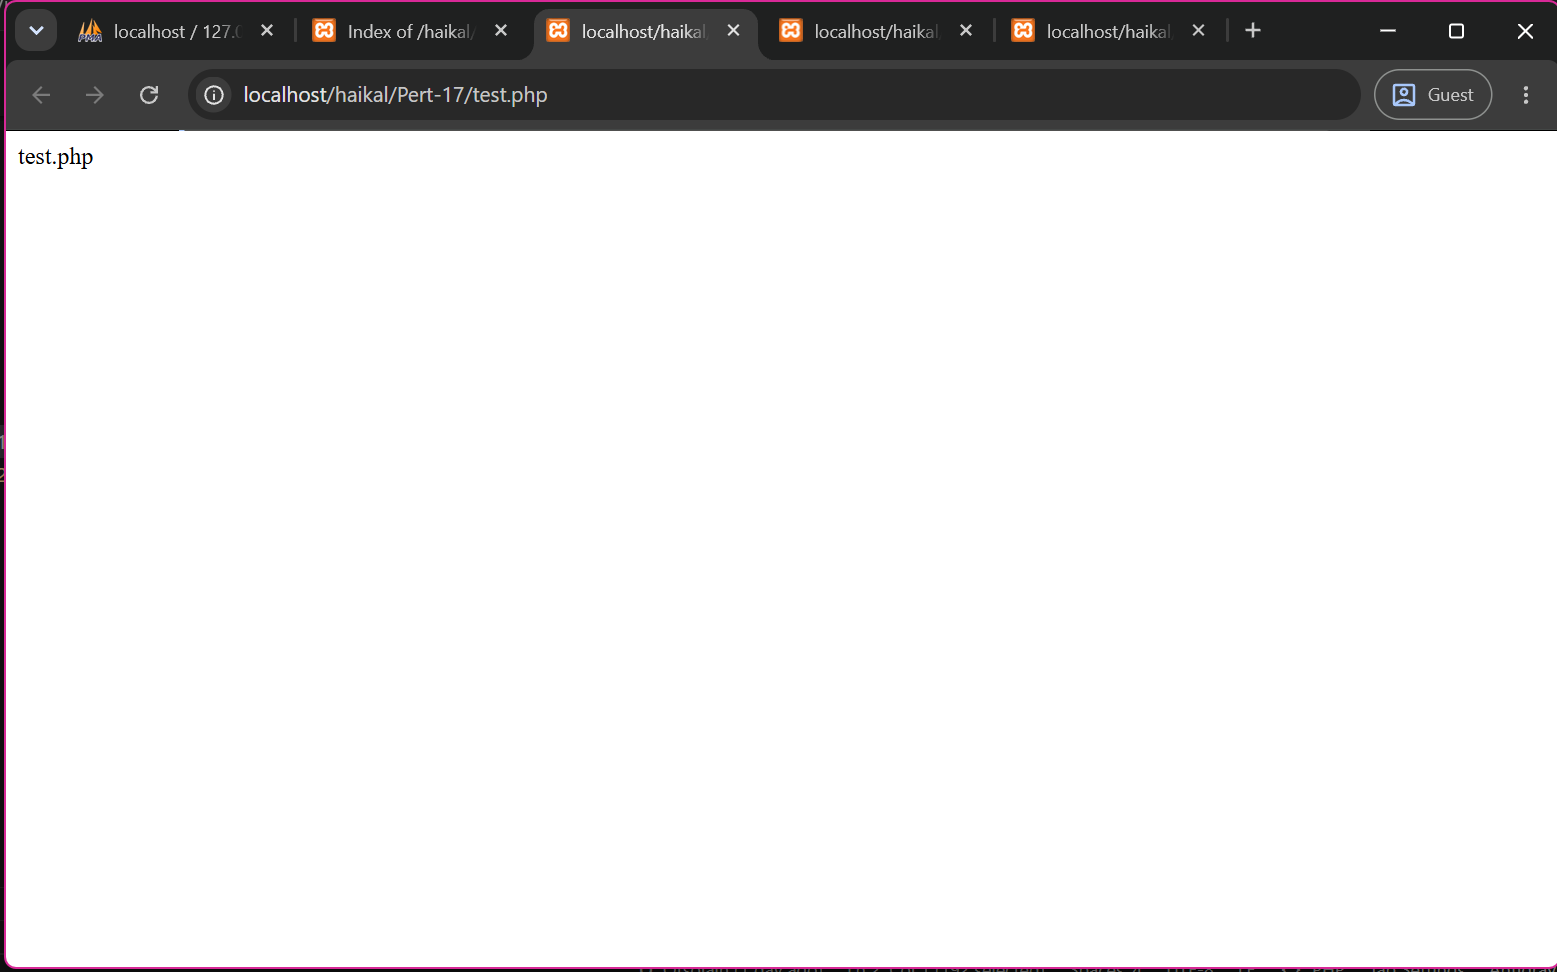 localhost / 127.0
Index of /haikal/
localhost/haikal/
localhost/haikal/
localhost/haikal/
localhost/haikal/Pert-17/test.php
Guest
test.php